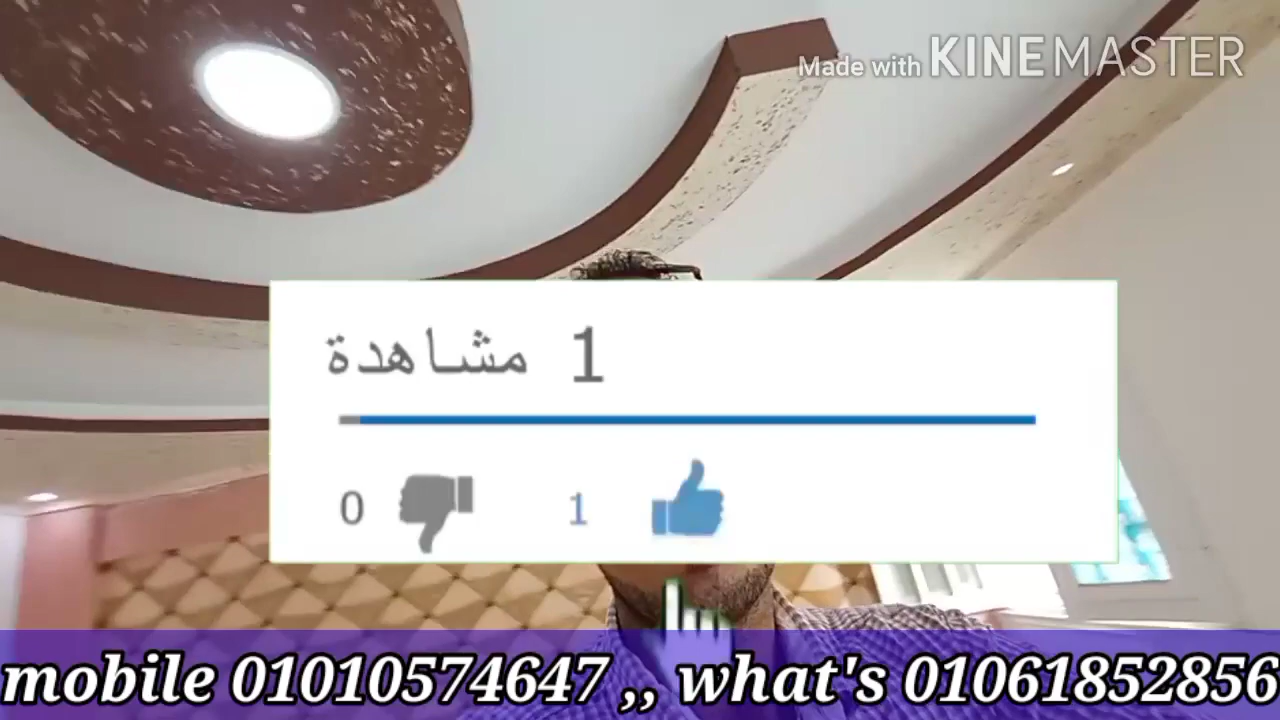 Made with KINEMASTER
1 مشاهدة
0 1
mobile 01010574647 ,, what's 01061852856